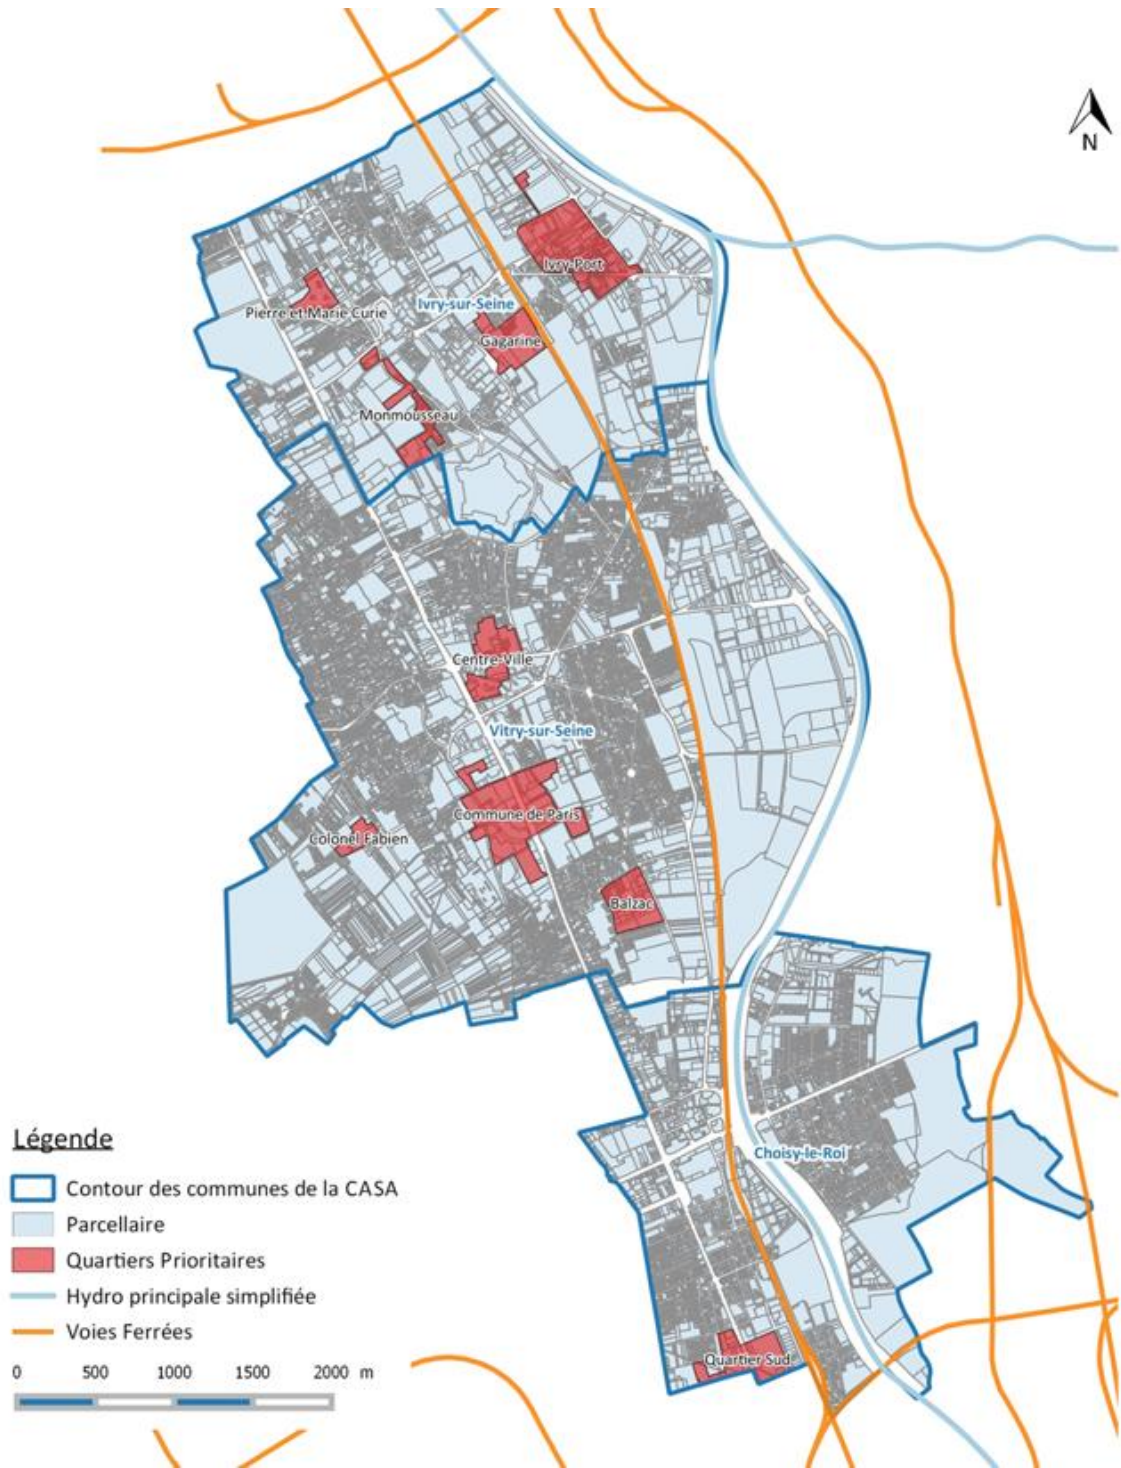 N
Ivry-Port
Ivry-sur-Seine
Pierre et Marie Curie
Gagarine
Monmousseau
Centre-Ville
Vitry-sur-Seine
Commune de Paris
Colonel Fabien
Balzac
Choisy-le-Roi
Quartier Sud
Légende
Contour des communes de la CASA
Parcellaire
Quartiers Prioritaires
Hydro principale simplifiée
Voies Ferrées
0 500 1000 1500 2000 m